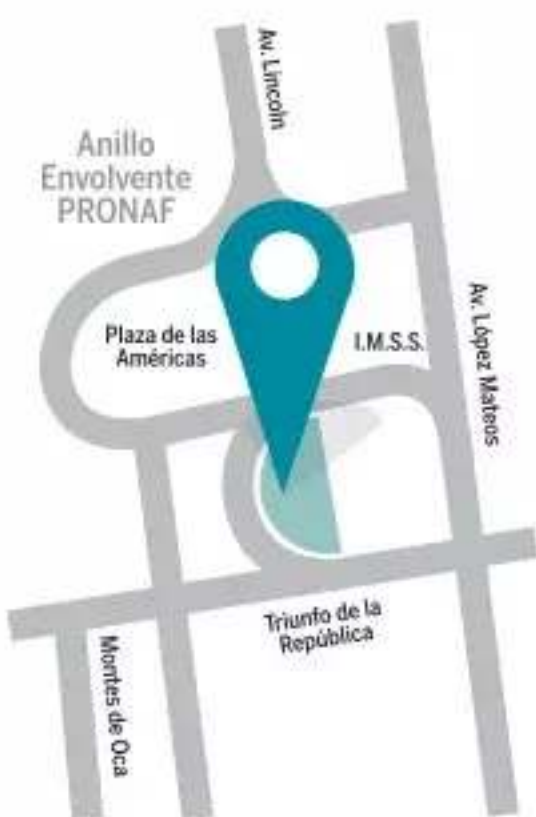 Av. Lincoln
Anillo
Envolvente
PRONAF
Plaza de las
Américas
I.M.S.S.
Av. López Mateos
Triunfo de la
República
Montes de Oca